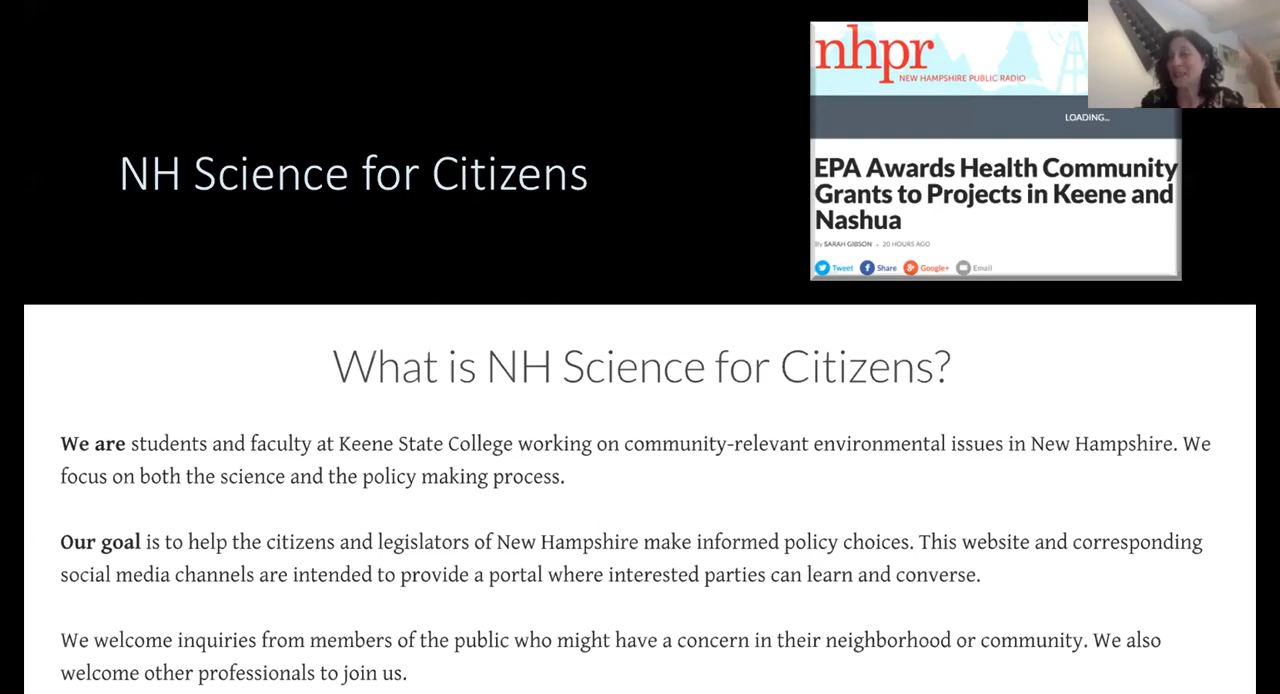 NH Science for Citizens
nhpr
NEW HAMPSHIRE PUBLIC RADIO
LOADING...
EPA Awards Health Community
Grants to Projects in Keene and
Nashua
By SARAH GIBSON • 20 HOURS AGO
Tweet Share Google+ Email
What is NH Science for Citizens?
We are students and faculty at Keene State College working on community-relevant environmental issues in New Hampshire. We
focus on both the science and the policy making process.
Our goal is to help the citizens and legislators of New Hampshire make informed policy choices. This website and corresponding
social media channels are intended to provide a portal where interested parties can learn and converse.
We welcome inquiries from members of the public who might have a concern in their neighborhood or community. We also
welcome other professionals to join us.